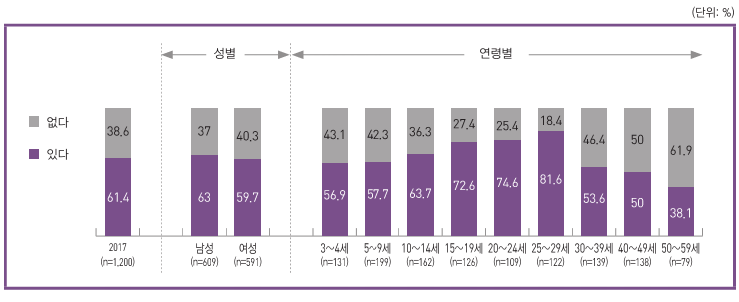 (단위: %)
성별
연령별
없다
있다
38.6
37
40.3
43.1
42.3
36.3
27.4
25.4
18.4
46.4
50
61.9
61.4
63
59.7
56.9
57.7
63.7
72.6
74.6
81.6
53.6
50
38.1
2017
남성
여성
3~4세
5~9세
10~14세
15~19세
20~24세
25~29세
30~39세
40~49세
50~59세
(n=1,200)
(n=609)
(n=591)
(n=131)
(n=199)
(n=162)
(n=126)
(n=109)
(n=122)
(n=139)
(n=138)
(n=79)